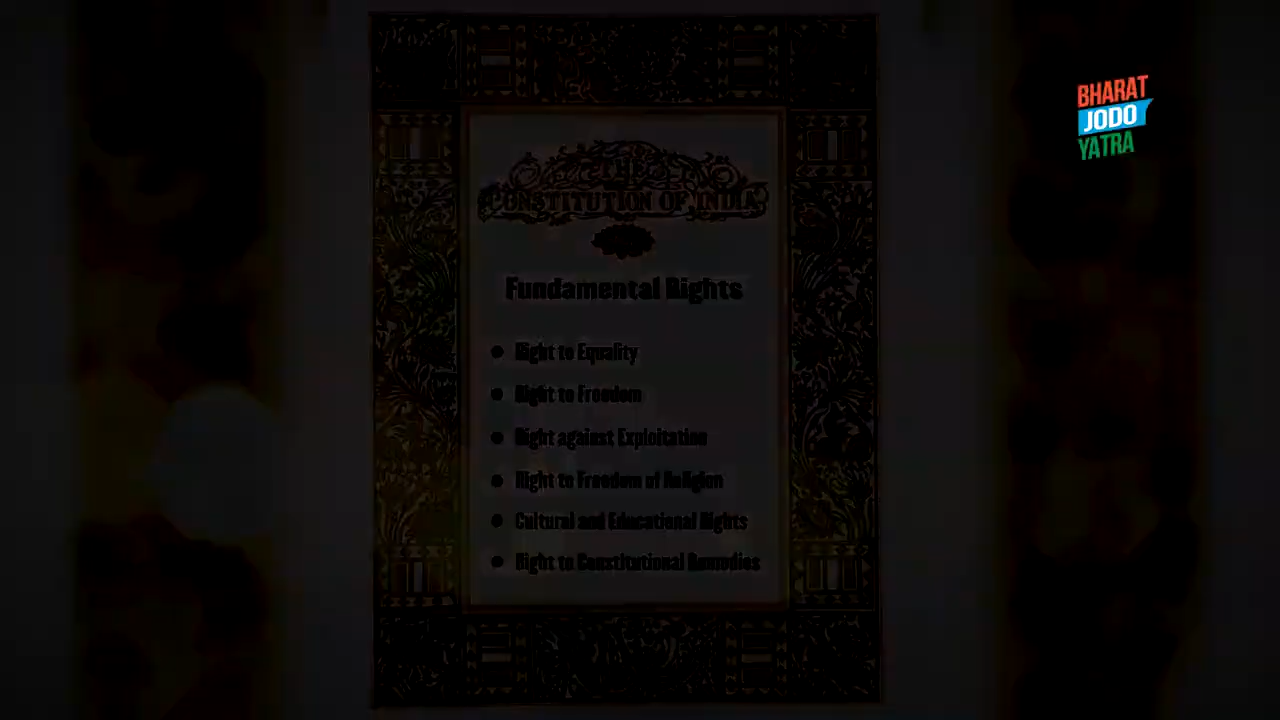 THE
CONSTITUTION OF INDIA
Fundamental Rights
Right to Equality
Right to Freedom
Right against Exploitation
Right to Freedom of Religion
Cultural and Educational Rights
Right to Constitutional Remedies
BHARAT
JODO
YATRA